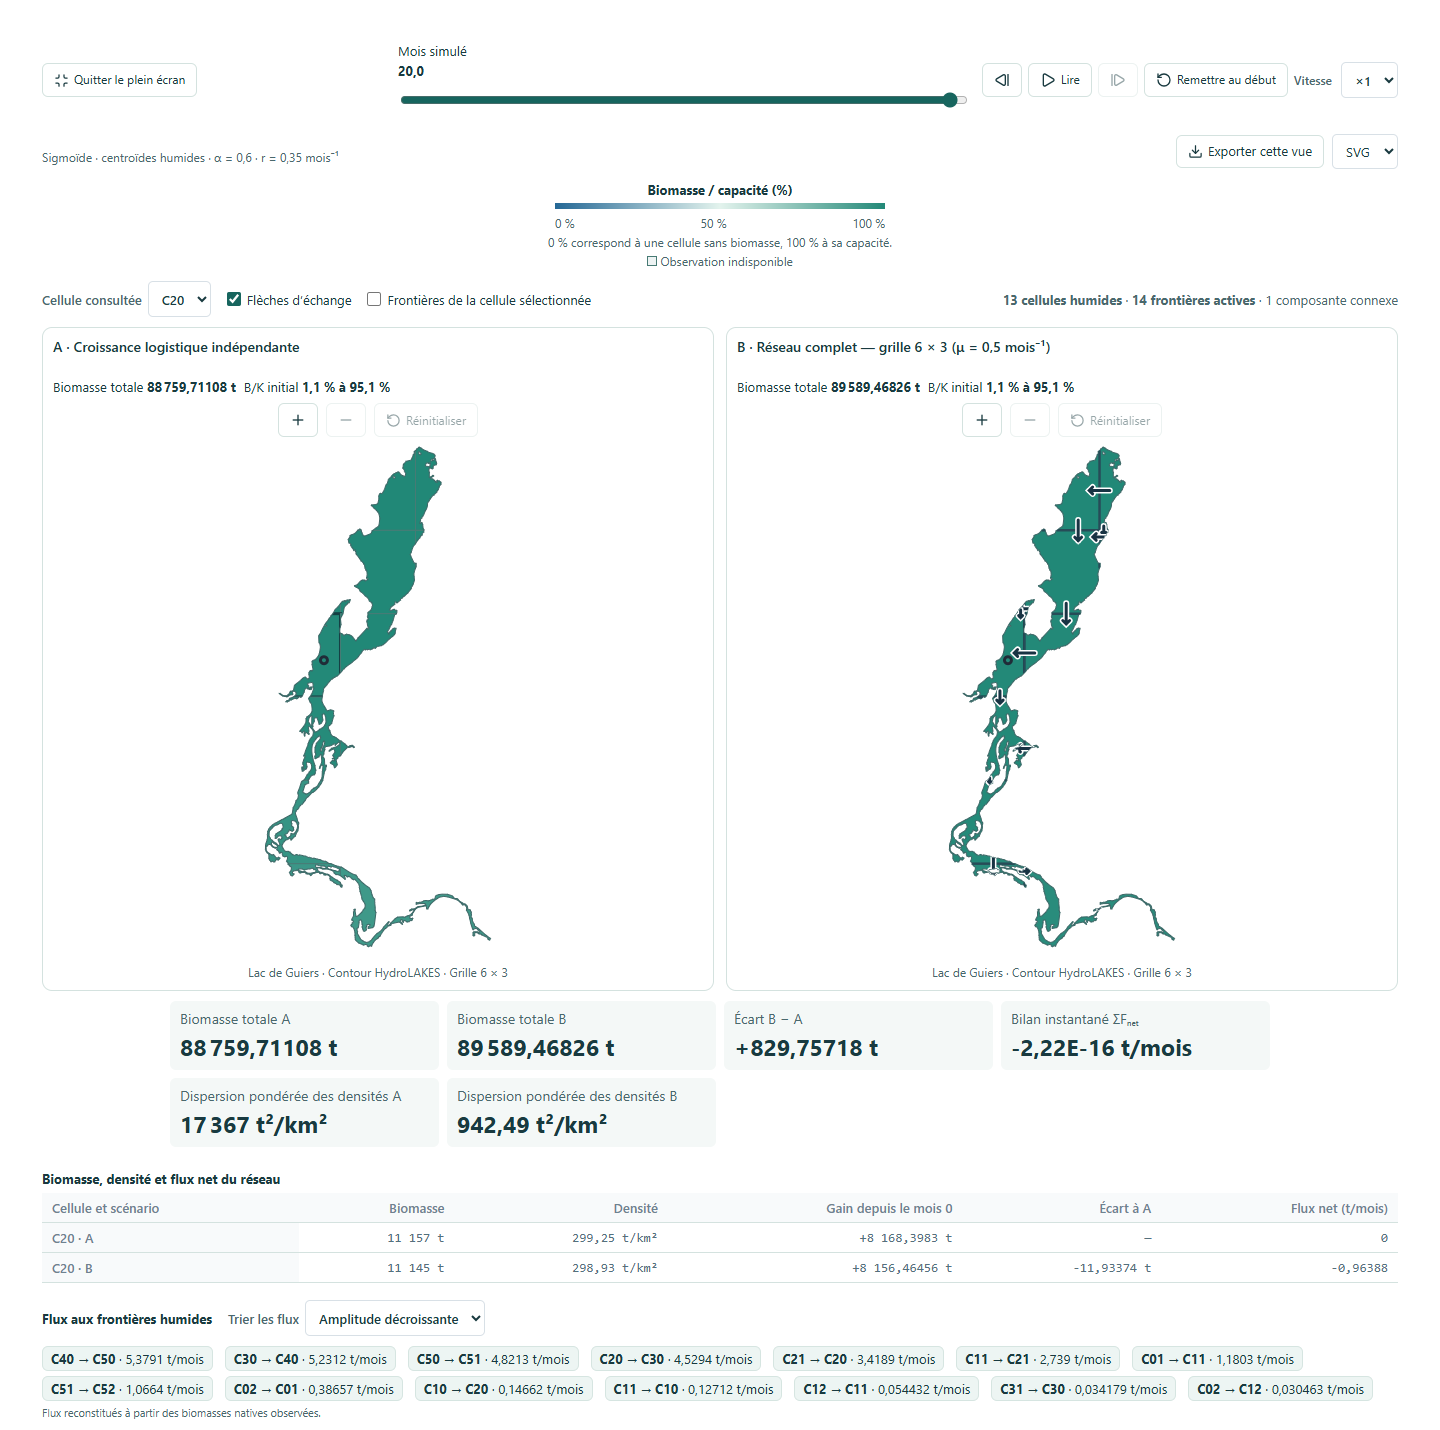 Mois simulé
20,0
Quitter le plein écran
Lire
Remettre au début
Vitesse
×1
Sigmoïde · centroïdes humides · α = 0,6 · r = 0,35 mois⁻¹
Exporter cette vue
SVG
Biomasse / capacité (%)
0 %
50 %
100 %
0 % correspond à une cellule sans biomasse, 100 % à sa capacité.
Observation indisponible
Cellule consultée
C20
Flèches d'échange
Frontières de la cellule sélectionnée
13 cellules humides · 14 frontières actives · 1 composante connexe
A · Croissance logistique indépendante
Biomasse totale 88 759,71108 t B/K initial 1,1 % à 95,1 %
Réinitialiser
Lac de Guiers · Contour HydroLAKES · Grille 6 × 3
B · Réseau complet — grille 6 × 3 (μ = 0,5 mois⁻¹)
Biomasse totale 89 589,46826 t B/K initial 1,1 % à 95,1 %
Réinitialiser
Lac de Guiers · Contour HydroLAKES · Grille 6 × 3
Biomasse totale A
88 759,71108 t
Biomasse totale B
89 589,46826 t
Écart B − A
+829,75718 t
Bilan instantané ΣFnet
-2,22E-16 t/mois
Dispersion pondérée des densités A
17 367 t²/km²
Dispersion pondérée des densités B
942,49 t²/km²
Biomasse, densité et flux net du réseau
Cellule et scénario Biomasse Densité Gain depuis le mois 0 Écart à A Flux net (t/mois)
C20 · A 11 157 t 299,25 t/km² +8 168,3983 t — 0
C20 · B 11 145 t 298,93 t/km² +8 156,46456 t -11,93374 t -0,96388
Flux aux frontières humides
Trier les flux
Amplitude décroissante
C40 → C50 · 5,3791 t/mois
C30 → C40 · 5,2312 t/mois
C50 → C51 · 4,8213 t/mois
C20 → C30 · 4,5294 t/mois
C21 → C20 · 3,4189 t/mois
C11 → C21 · 2,739 t/mois
C01 → C11 · 1,1803 t/mois
C51 → C52 · 1,0664 t/mois
C02 → C01 · 0,38657 t/mois
C10 → C20 · 0,14662 t/mois
C11 → C10 · 0,12712 t/mois
C12 → C11 · 0,054432 t/mois
C31 → C30 · 0,034179 t/mois
C02 → C12 · 0,030463 t/mois
Flux reconstitués à partir des biomasses natives observées.